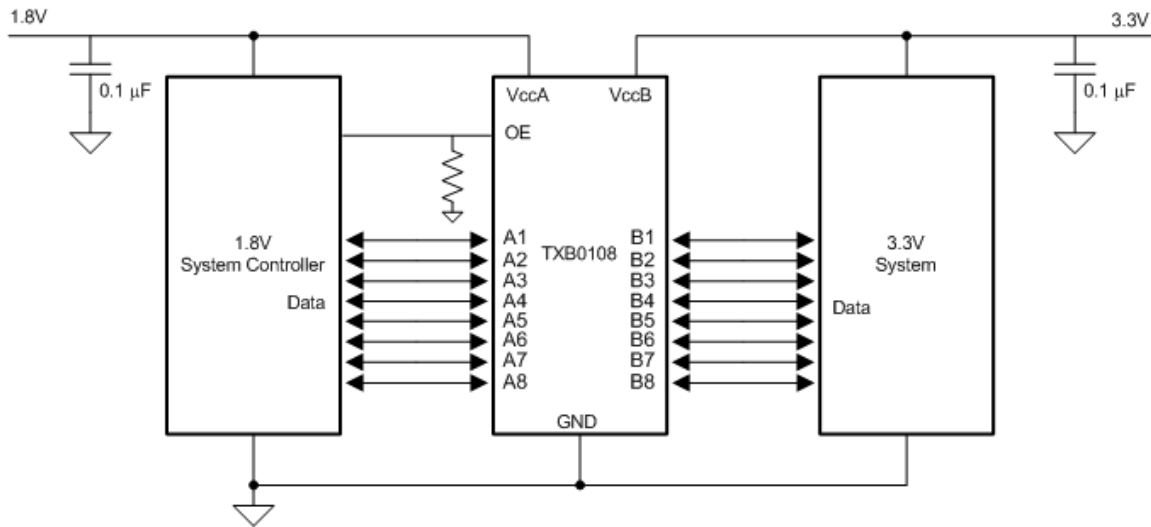 1.8V
3.3V
0.1 μF
0.1 μF
VccA
VccB
OE
1.8V
System Controller
Data
A1
A2
A3
A4
A5
A6
A7
A8
TXB0108
B1
B2
B3
B4
B5
B6
B7
B8
GND
3.3V
System
Data